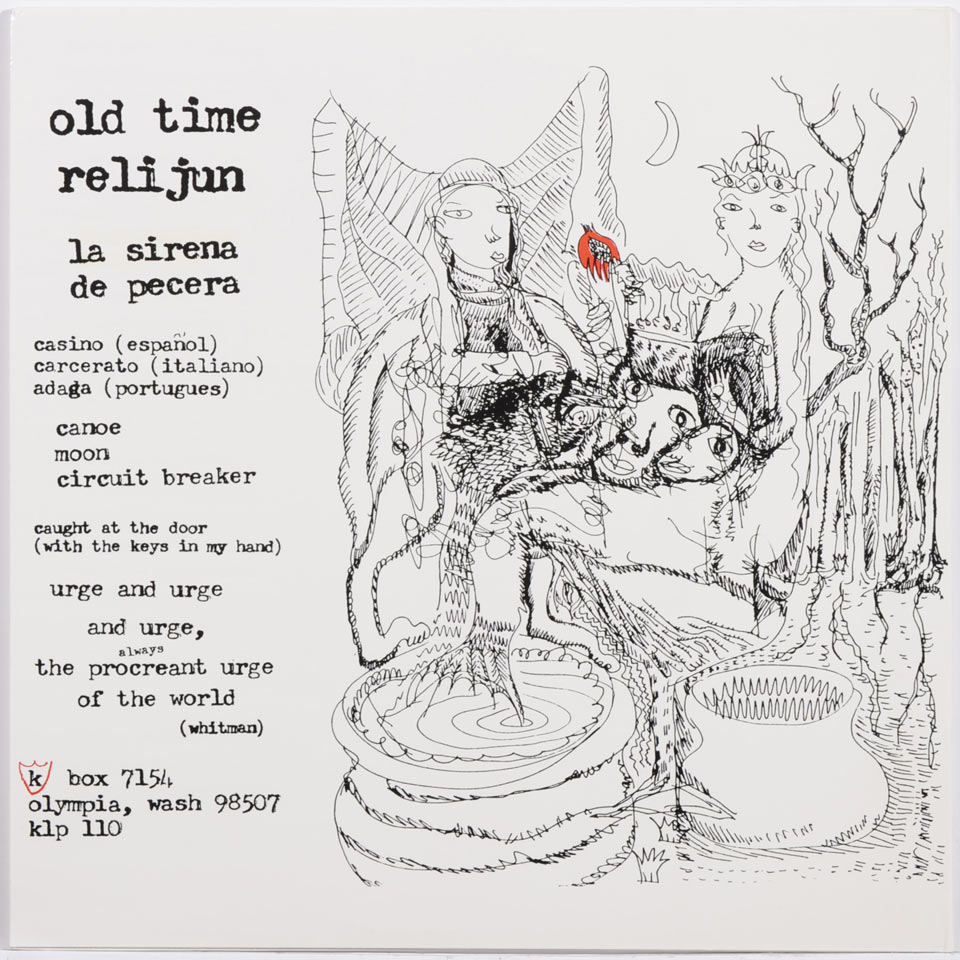 old time
relijun
la sirena
de pecera
casino (español)
carcerato (italiano)
adaga (portugues)
canoe
moon
circuit breaker
caught at the door
(with the keys in my hand)
urge and urge
and urge,
always
the procreant urge
of the world
(whitman)
k box 7154
olympia, wash 98507
klp 110